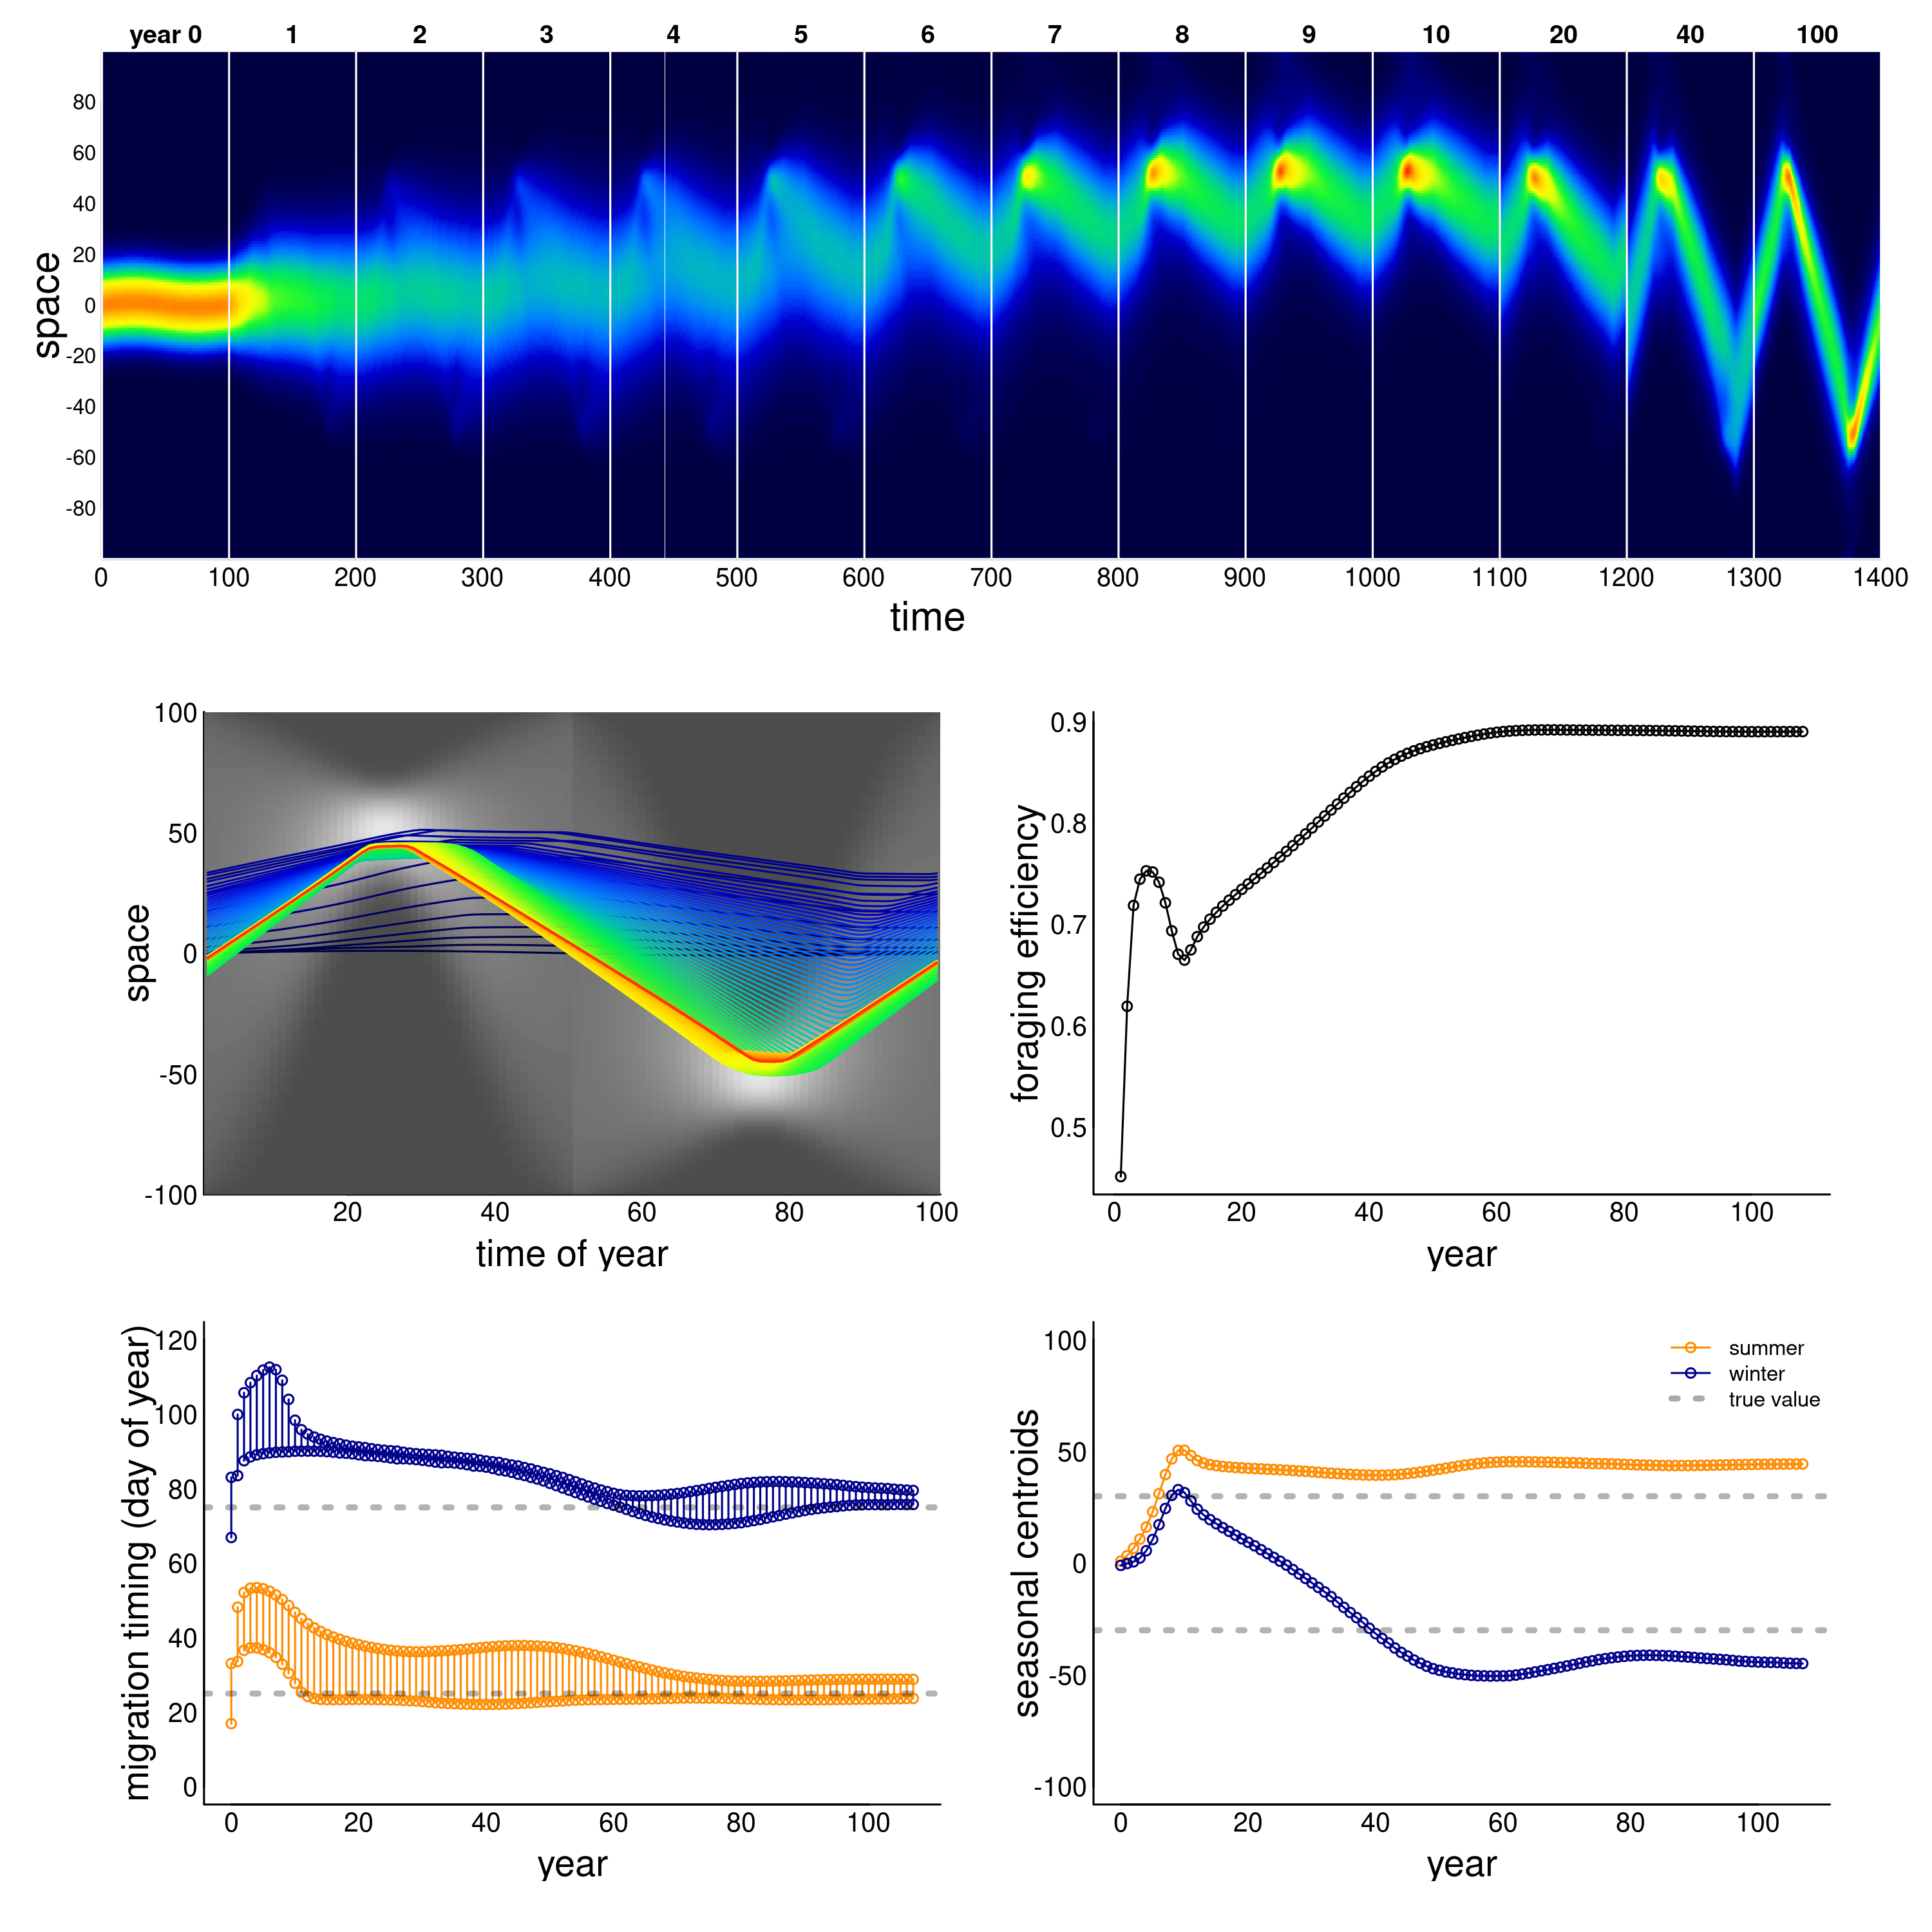 year 0 1 2 3 4 5 6 7 8 9 10 20 40 100
80
60
40
20
0
-20
-40
-60
-80
space
0 100 200 300 400 500 600 700 800 900 1000 1100 1200 1300 1400
time
100
50
0
-50
-100
space
20 40 60 80 100
time of year
0.9
0.8
0.7
0.6
0.5
foraging efficiency
0 20 40 60 80 100
year
120
100
80
60
40
20
0
migration timing (day of year)
0 20 40 60 80 100
year
100
50
0
-50
-100
seasonal centroids
summer
winter
true value
0 20 40 60 80 100
year